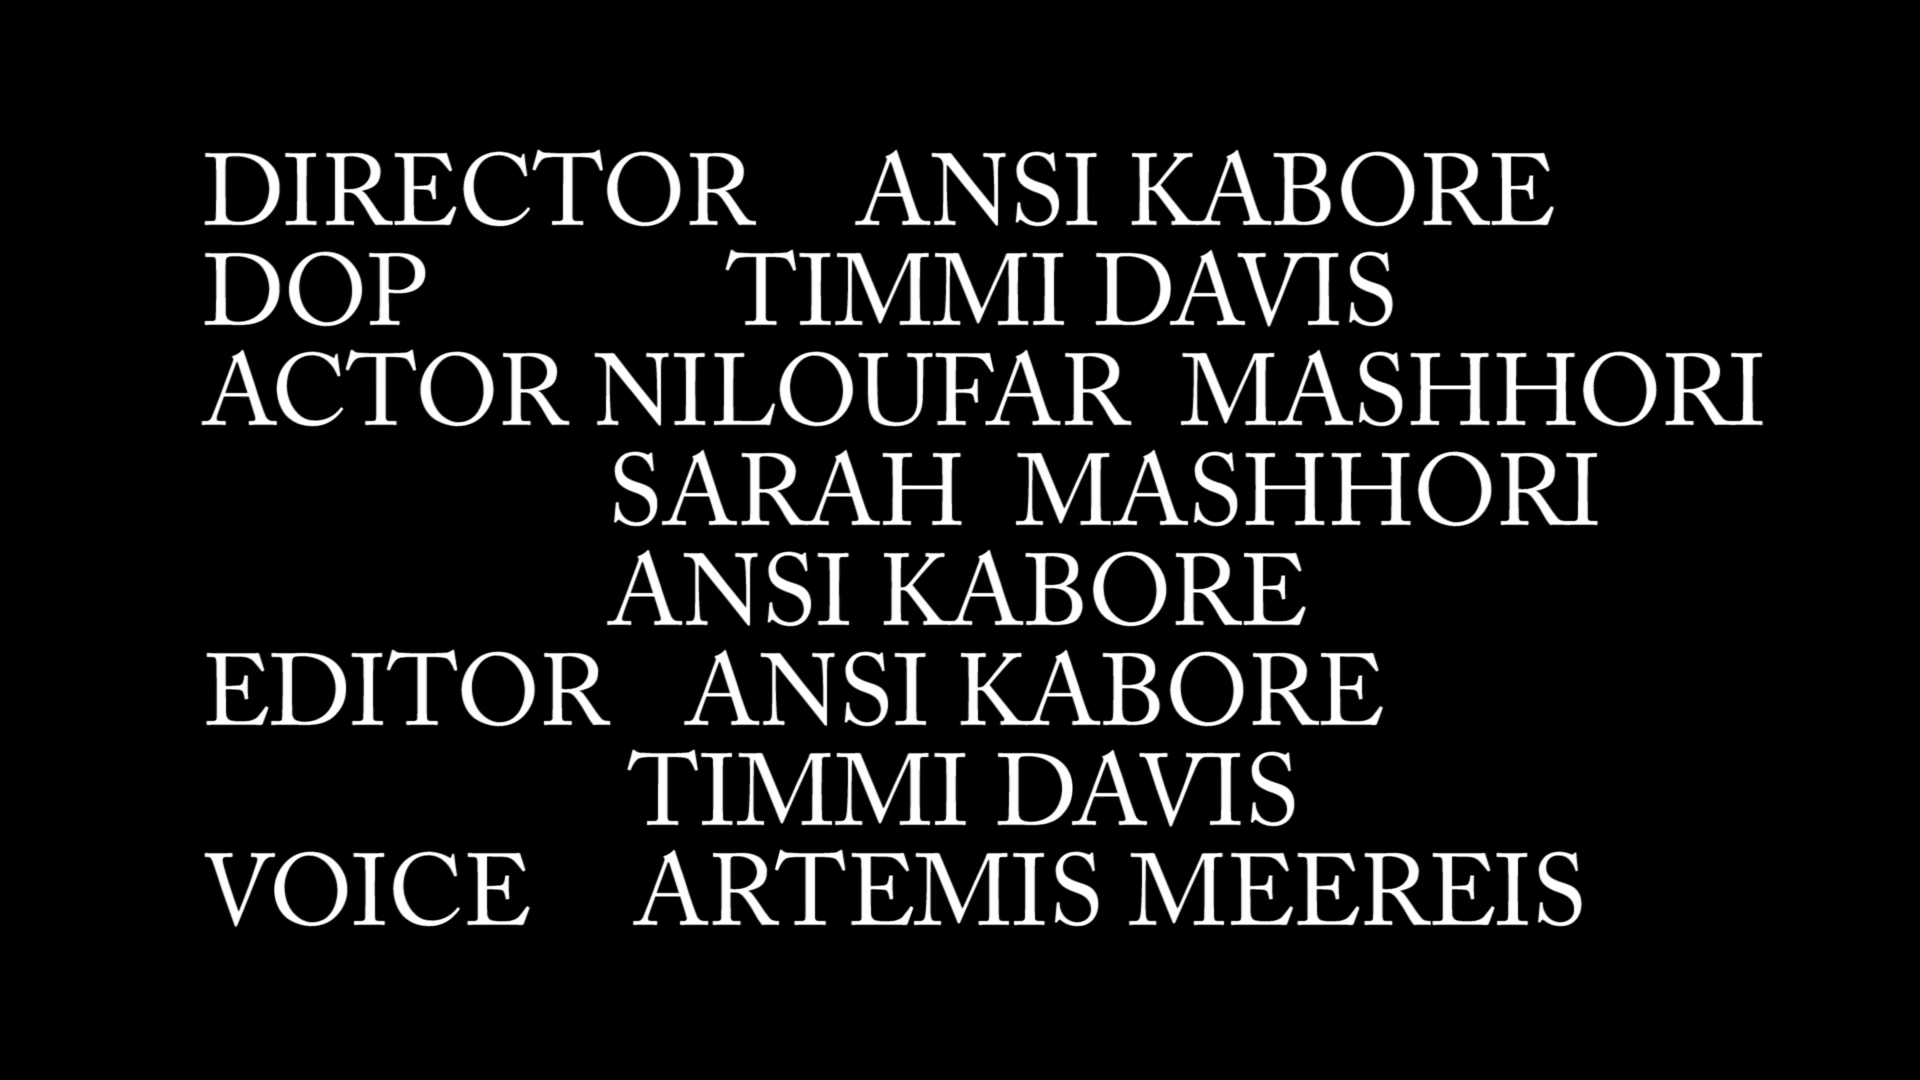 DIRECTOR ANSI KABORE
DOP TIMMI DAVIS
ACTOR NILOUFAR MASHHORI
SARAH MASHHORI
ANSI KABORE
EDITOR ANSI KABORE
TIMMI DAVIS
VOICE ARTEMIS MEEREIS